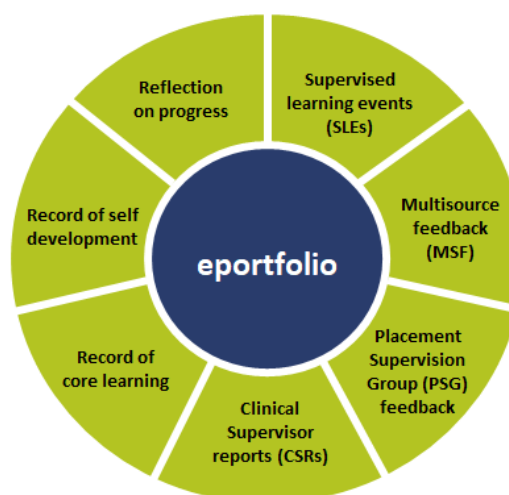 Reflection
on progress
Supervised
learning events
(SLEs)
Multisource
feedback
(MSF)
Placement
Supervision
Group (PSG)
feedback
Clinical
Supervisor
reports (CSRs)
Record of
core learning
Record of self
development
eportfolio